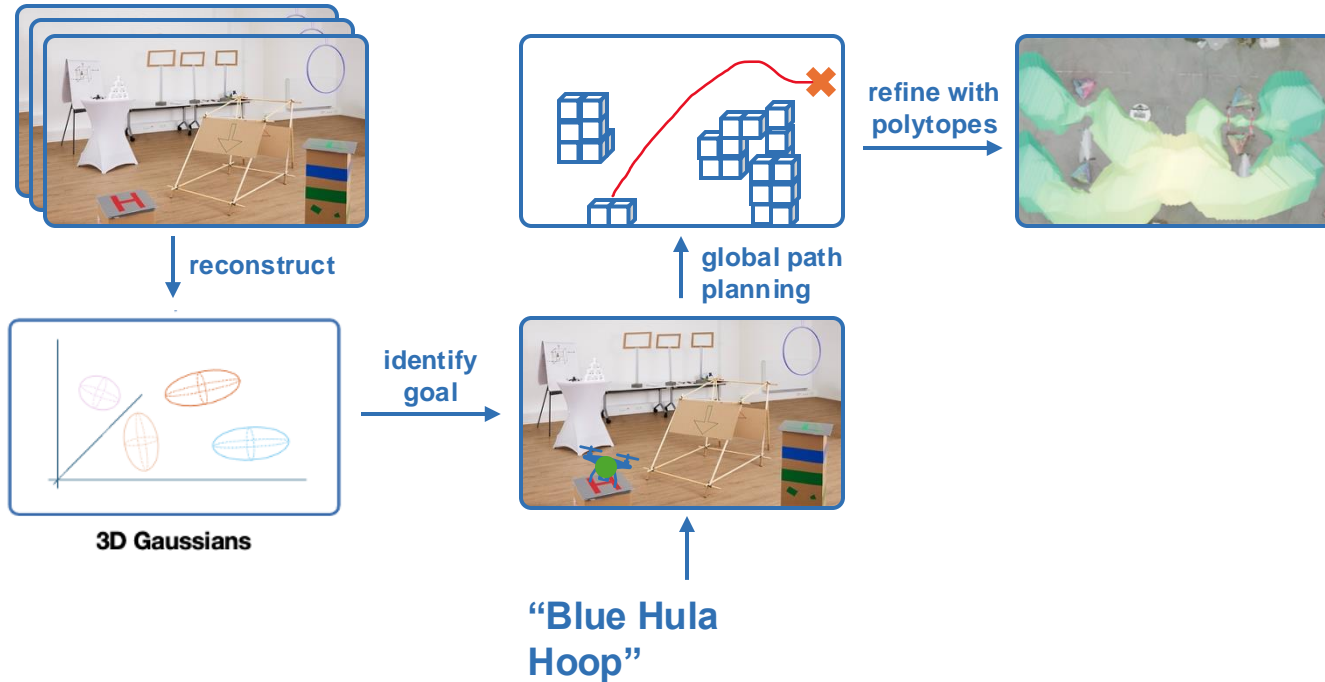 refine with
polytopes
reconstruct
global path
planning
identify
goal
H
H
3D Gaussians
“Blue Hula
Hoop”